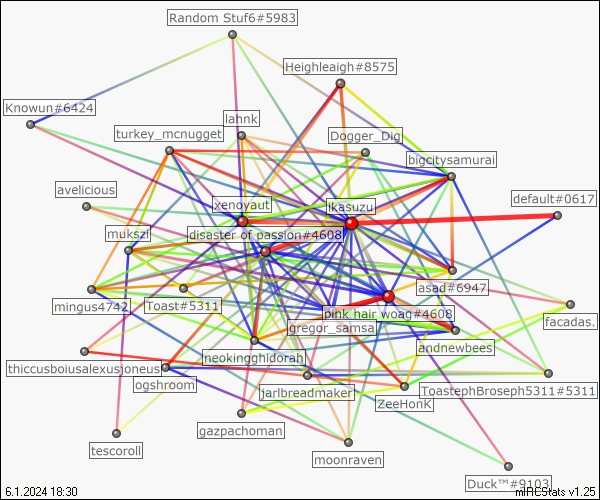 Random Stuf6#5983
Heighleigh#8575
Knowun#6424
lahnk
turkey_mcnugget
Dogger_Dig
bigcitysamurai
avelicious
default#0617
xenoyaut
ikasuzu
mukszi
disaster of passion#4608
asad#6947
mingus4742
Toast#5311
pink hair woag#4608
facadas.
gregor_samsa
andnewbees
neokingghidorah
thiccusboiusalexusjoneus
ogshroom
jarlbreadmaker
ToastephBroseph5311#5311
ZeeHonK
gazpachoman
tescoroll
moonraven
Duck™#9103
6.1.2024 18:30
mIRCStats v1.25